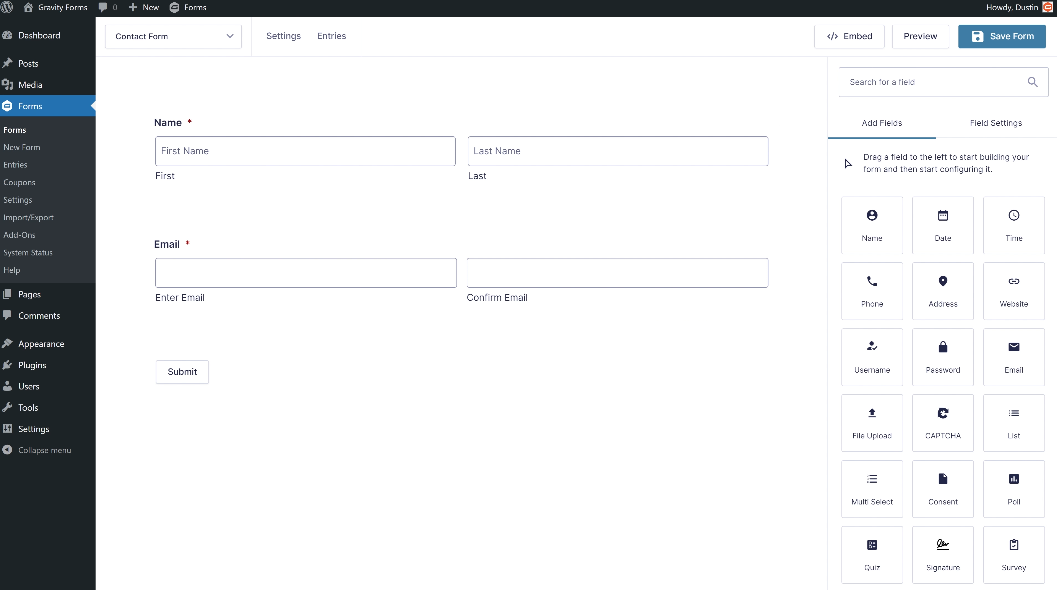 Gravity Forms 0 New Forms Howdy, Dustin
Dashboard
Posts
Media
Forms
Forms
New Form
Entries
Coupons
Settings
Import/Export
Add-Ons
System Status
Help
Pages
Comments
Appearance
Plugins
Users
Tools
Settings
Collapse menu
Contact Form Settings Entries </> Embed Preview Save Form
Name *
First Name Last Name
First Last
Email *
Enter Email Confirm Email
Submit
Search for a field
Add Fields Field Settings
Drag a field to the left to start building your
form and then start configuring it.
Name Date Time
Phone Address Website
Username Password Email
File Upload CAPTCHA List
Multi Select Consent Poll
Quiz Signature Survey